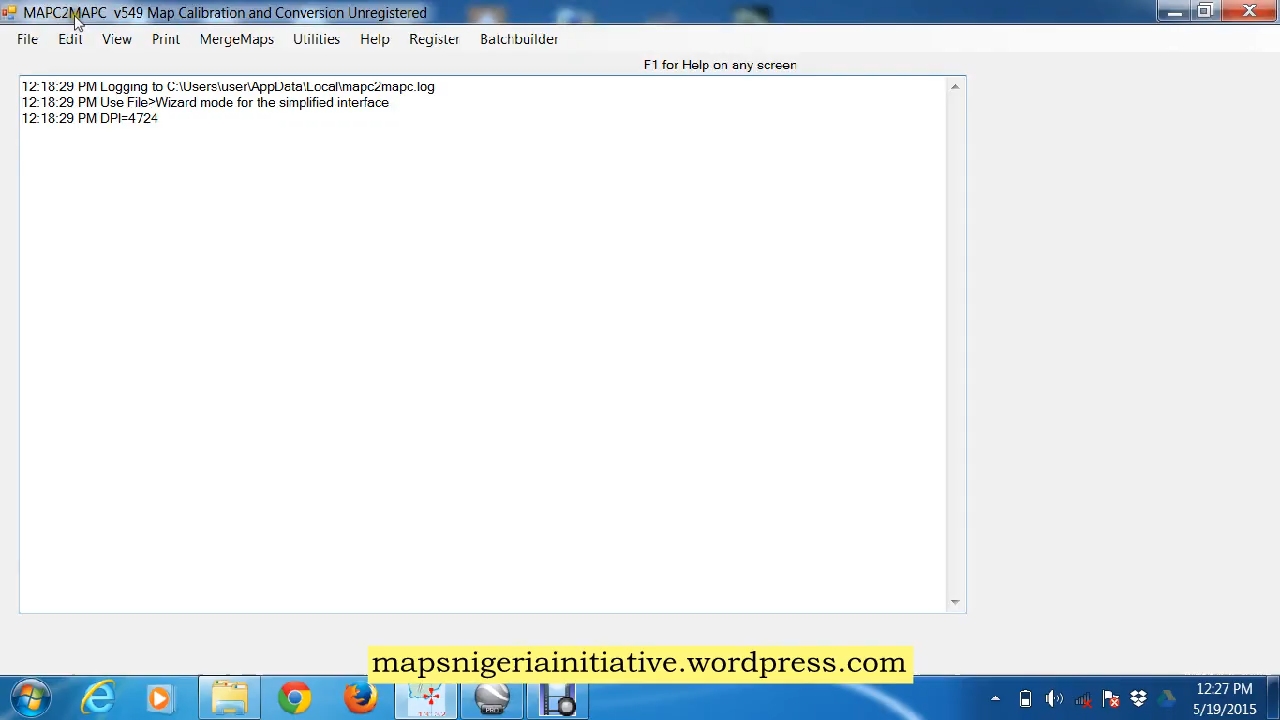 MAPC2MAPC v549 Map Calibration and Conversion Unregistered
File Edit View Print MergeMaps Utilities Help Register Batchbuilder
F1 for Help on any screen
12:18:29 PM Logging to C:\Users\user\AppData\Local\mapc2mapc.log
12:18:29 PM Use File>Wizard mode for the simplified interface
12:18:29 PM DPI=4724
mapsnigeriainitiative.wordpress.com
PRO
12:27 PM
5/19/2015